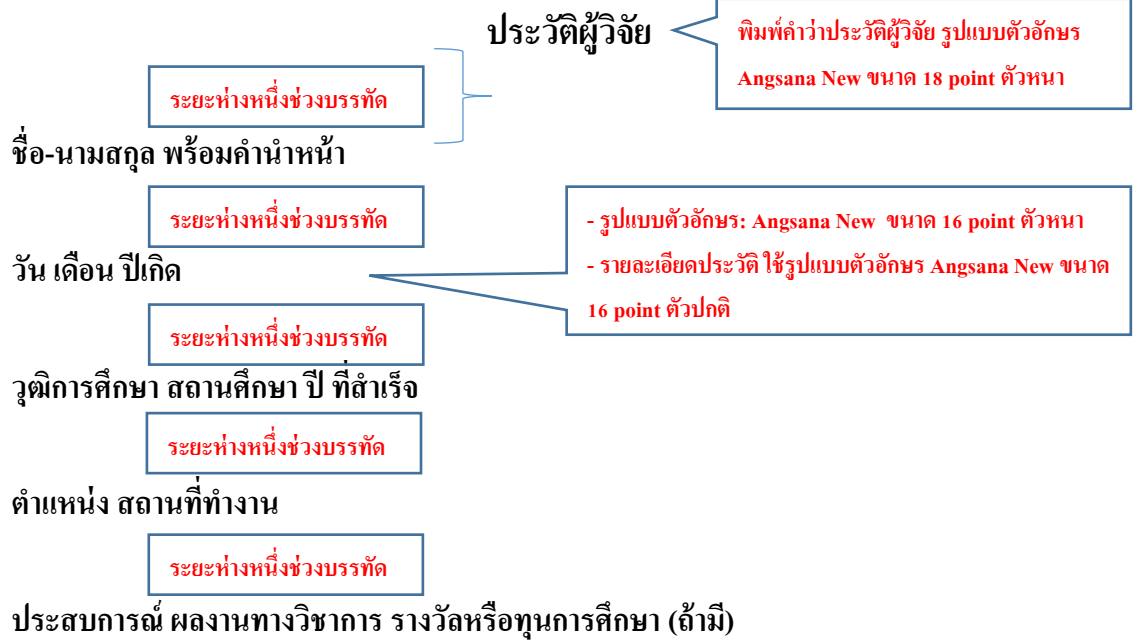 ประวัติผู้วิจัย
พิมพ์คำว่าประวัติผู้วิจัย รูปแบบตัวอักษร
Angsana New ขนาด 18 point ตัวหนา
ระยะห่างหนึ่งช่วงบรรทัด
ชื่อ-นามสกุล พร้อมคำนำหน้า
ระยะห่างหนึ่งช่วงบรรทัด
- รูปแบบตัวอักษร: Angsana New ขนาด 16 point ตัวหนา
- รายละเอียดประวัติ ใช้รูปแบบตัวอักษร Angsana New ขนาด
16 point ตัวปกติ
วัน เดือน ปีเกิด
ระยะห่างหนึ่งช่วงบรรทัด
วุฒิการศึกษา สถานศึกษา ปี ที่สำเร็จ
ระยะห่างหนึ่งช่วงบรรทัด
ตำแหน่ง สถานที่ทำงาน
ระยะห่างหนึ่งช่วงบรรทัด
ประสบการณ์ ผลงานทางวิชาการ รางวัลหรือทุนการศึกษา (ถ้ามี)